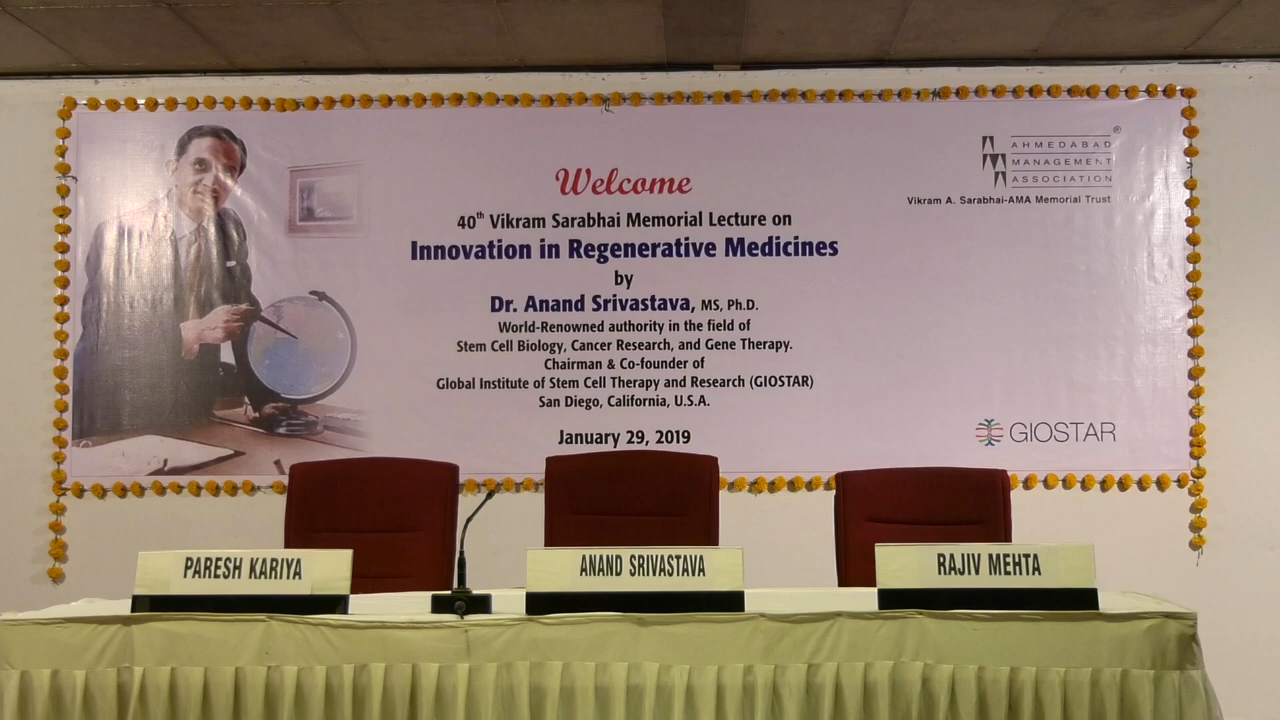 Welcome
40th Vikram Sarabhai Memorial Lecture on
Innovation in Regenerative Medicines
by
Dr. Anand Srivastava, MS, Ph.D.
World-Renowned authority in the field of
Stem Cell Biology, Cancer Research, and Gene Therapy.
Chairman & Co-founder of
Global Institute of Stem Cell Therapy and Research (GIOSTAR)
San Diego, California, U.S.A.
January 29, 2019
AHMEDABAD
MANAGEMENT
ASSOCIATION
®
Vikram A. Sarabhai-AMA Memorial Trust
GIOSTAR
PARESH KARIYA
ANAND SRIVASTAVA
RAJIV MEHTA